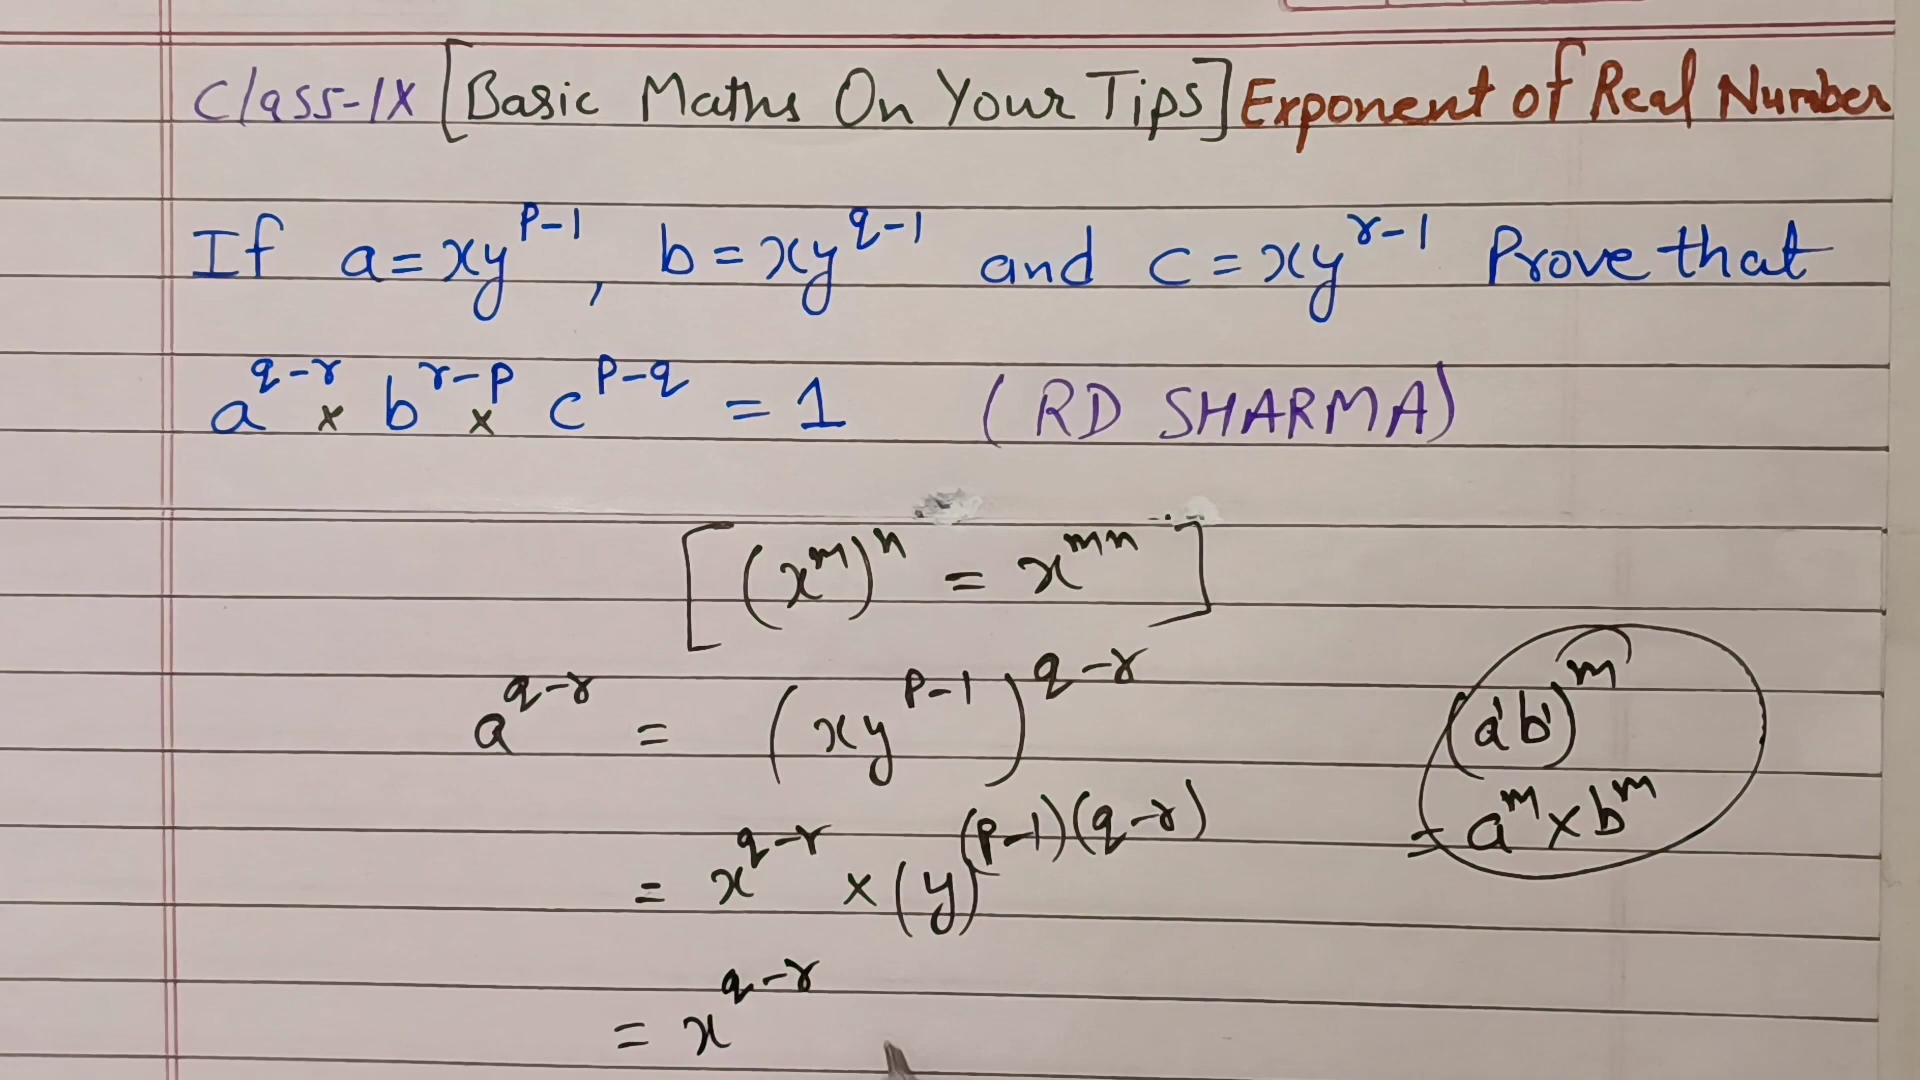 Class-IX [Basic Maths On Your Tips] Exponent of Real Number
If a = xy^(p-1), b = xy^(q-1) and c = xy^(r-1) Prove that
a^(q-r) × b^(r-p) × c^(p-q) = 1 (RD SHARMA)
[(x^m)^n = x^(mn)]
a^(q-r) = (xy^(p-1))^(q-r)
= x^(q-r) × (y)^((p-1)(q-r))
= x^(q-r)
(a¹b¹)^m
= a^m × b^m